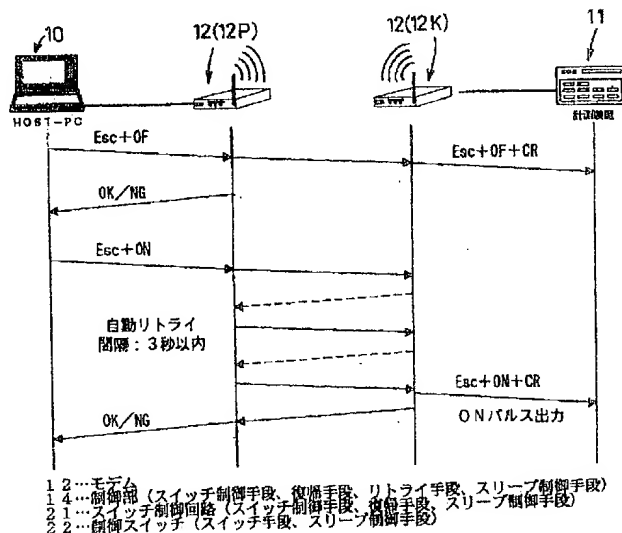 10
12(12P)
12(12K)
11
HOST-PC
計測装置
Esc+OF
Esc+OF+CR
OK/NG
Esc+ON
自動リトライ
間隔：3秒以内
Esc+ON+CR
ONパルス出力
OK/NG
12…モデム
14…制御部（スイッチ制御手段、復帰手段、リトライ手段、スリープ制御手段）
21…スイッチ制御回路（スイッチ制御手段、復帰手段、スリープ制御手段）
22…制御スイッチ（スイッチ手段、スリープ制御手段）